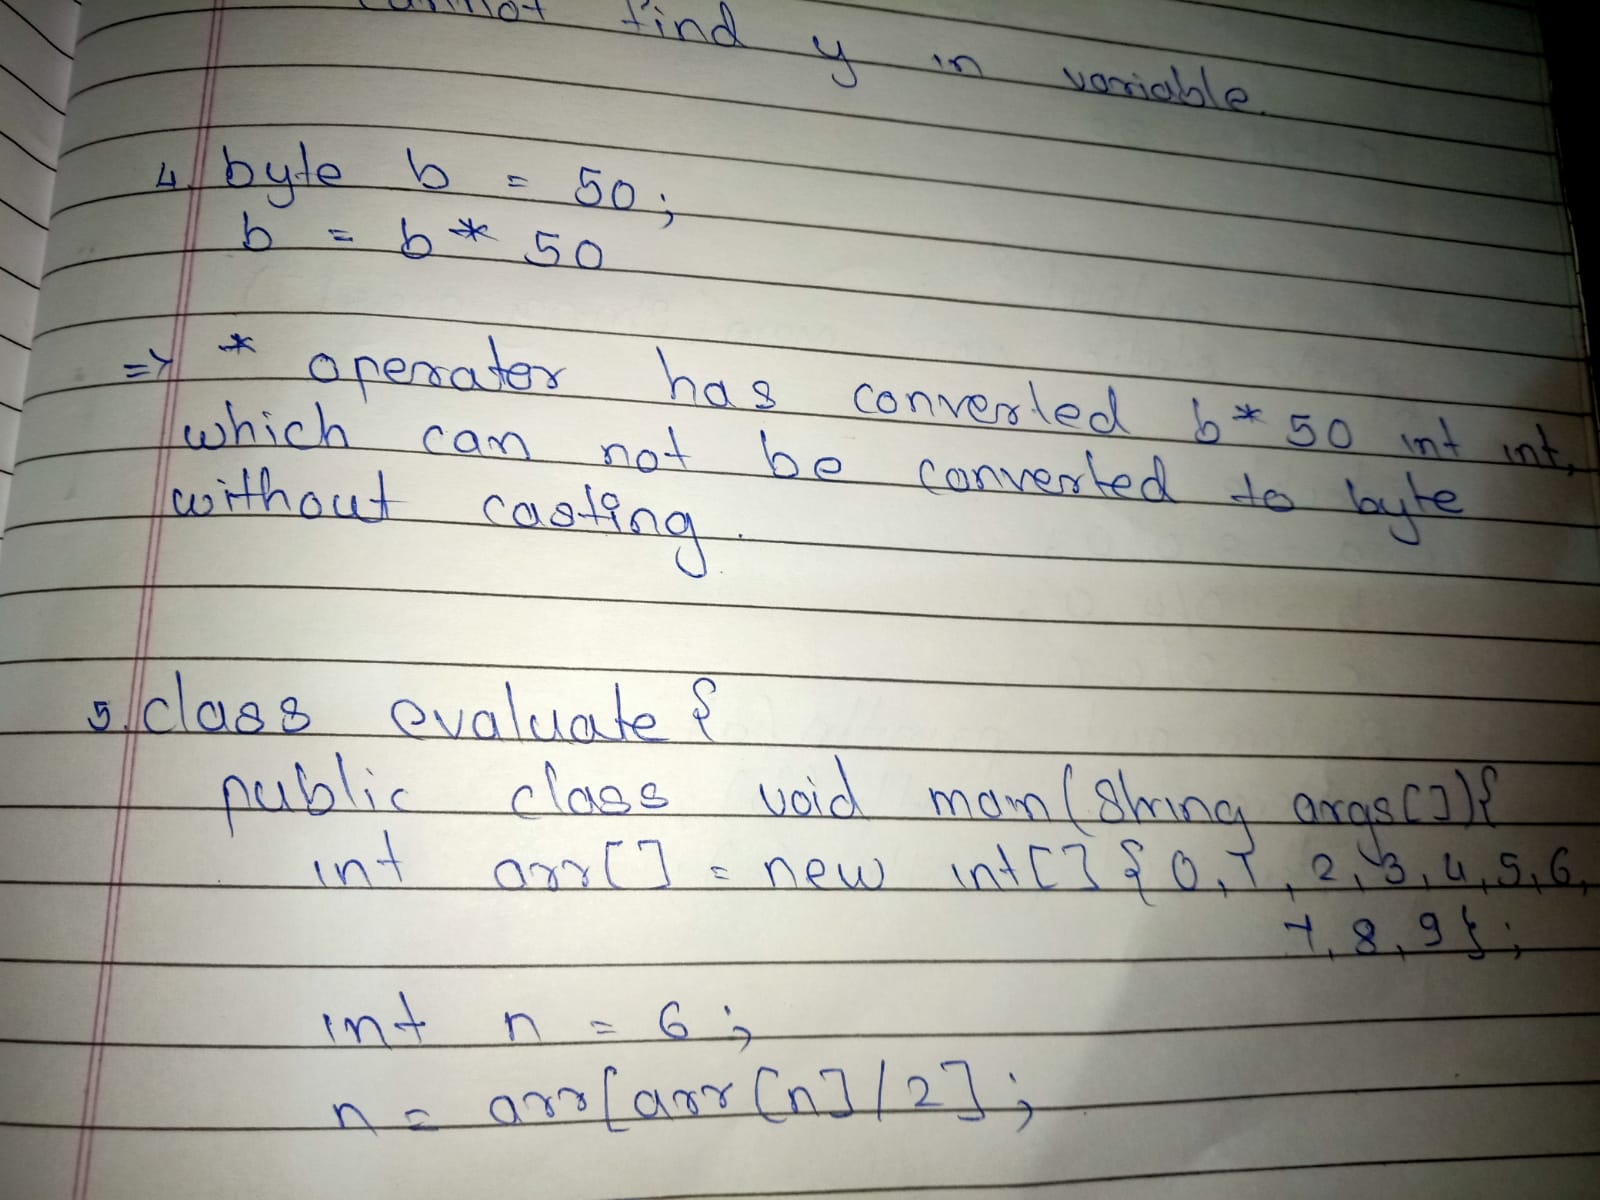 cannot find y in variable.
4. byte b = 50;
b = b * 50
=> * operator has converted b * 50 int int,
which can not be converted to byte
without casting.
5. class evaluate {
public class void main (String args[]){
int arr[] = new int[] { 0, 1, 2, 3, 4, 5, 6,
7, 8, 9 };
int n = 6 ;
n = arr[arr[n]/2];